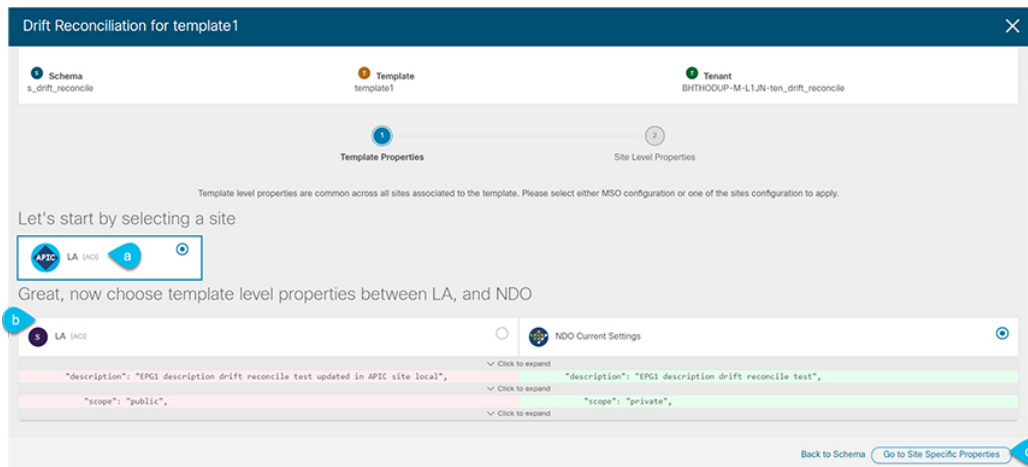 Drift Reconciliation for template1
S Schema
s_drift_reconcile
T Template
template1
T Tenant
BHTHODUP-M-L1JN-ten_drift_reconcile
1
Template Properties
2
Site Level Properties
Template level properties are common across all sites associated to the template. Please select either MSO configuration or one of the sites configuration to apply.
Let's start by selecting a site
APIC LA (ACI) a
Great, now choose template level properties between LA, and NDO
b
S LA (ACI)
NDO Current Settings
Click to expand
"description": "EPG1 description drift reconcile test updated in APIC site local",
"description": "EPG1 description drift reconcile test",
Click to expand
"scope": "public",
"scope": "private",
Click to expand
Back to Schema Go to Site Specific Properties